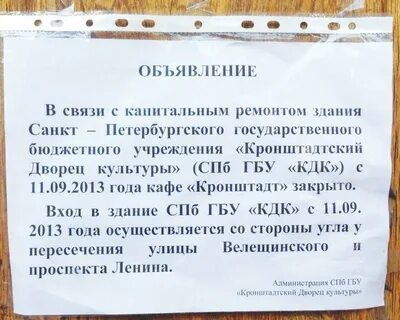 ОБЪЯВЛЕНИЕ
В связи с капитальным ремонтом здания
Санкт – Петербургского государственного
бюджетного учреждения «Кронштадтский
Дворец культуры» (СПб ГБУ «КДК») с
11.09.2013 года кафе «Кронштадт» закрыто.
Вход в здание СПб ГБУ «КДК» с 11.09.
2013 года осуществляется со стороны угла у
пересечения улицы Велещинского и
проспекта Ленина.
Администрация СПб ГБУ
«Кронштадтский Дворец культуры»